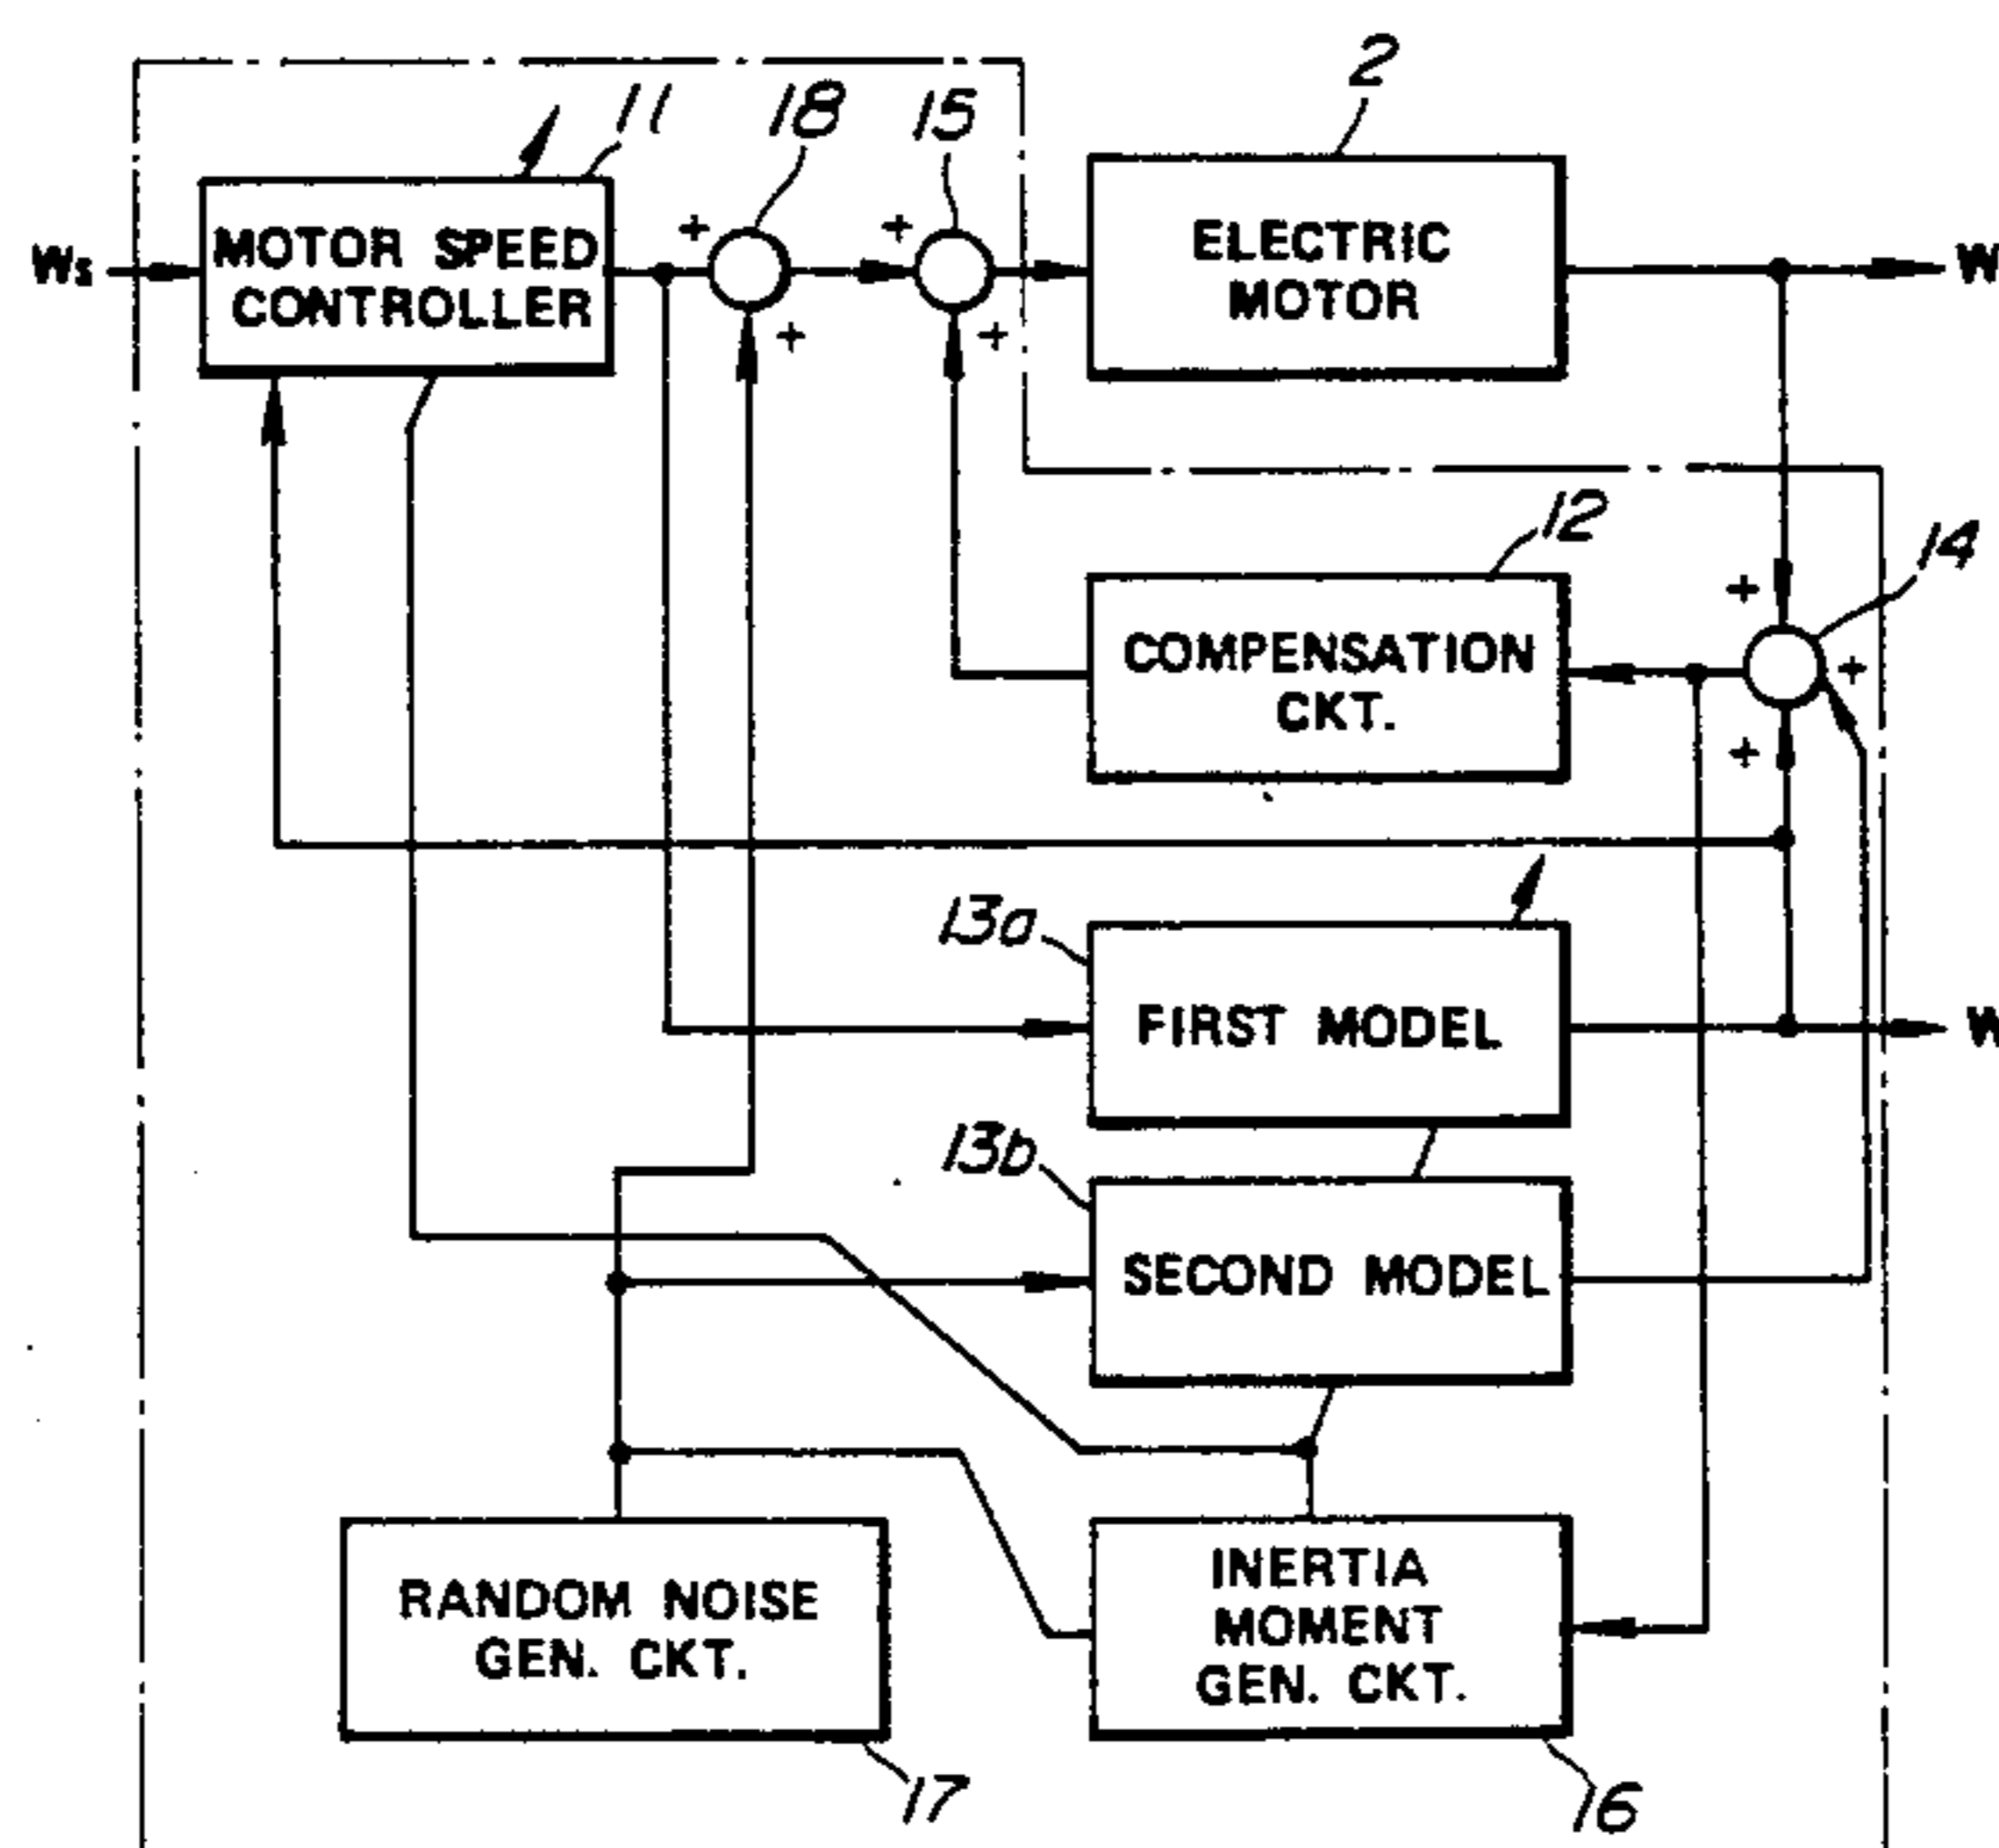 2
11
18
15
Ws
MOTOR SPEED
CONTROLLER
+
+
+
+
ELECTRIC
MOTOR
W
12
14
COMPENSATION
CKT.
+
+
+
13a
FIRST MODEL
W
13b
SECOND MODEL
RANDOM NOISE
GEN. CKT.
INERTIA
MOMENT
GEN. CKT.
17
16